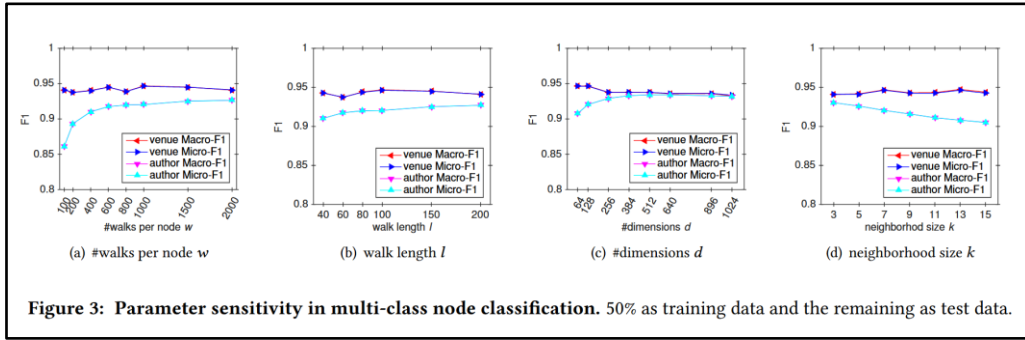 1
0.95
0.9
0.85
0.8
F1
venue Macro-F1
venue Micro-F1
author Macro-F1
author Micro-F1
100 200 400 600 800 1000 1500 2000
#walks per node w
(a) #walks per node w
1
0.95
0.9
0.85
0.8
F1
venue Macro-F1
venue Micro-F1
author Macro-F1
author Micro-F1
40 60 80 100 150 200
walk length l
(b) walk length l
1
0.95
0.9
0.85
0.8
F1
venue Macro-F1
venue Micro-F1
author Macro-F1
author Micro-F1
64 128 256 384 512 640 896 1024
#dimensions d
(c) #dimensions d
1
0.95
0.9
0.85
0.8
F1
venue Macro-F1
venue Micro-F1
author Macro-F1
author Micro-F1
3 5 7 9 11 13 15
neighborhod size k
(d) neighborhood size k
Figure 3: Parameter sensitivity in multi-class node classification. 50% as training data and the remaining as test data.